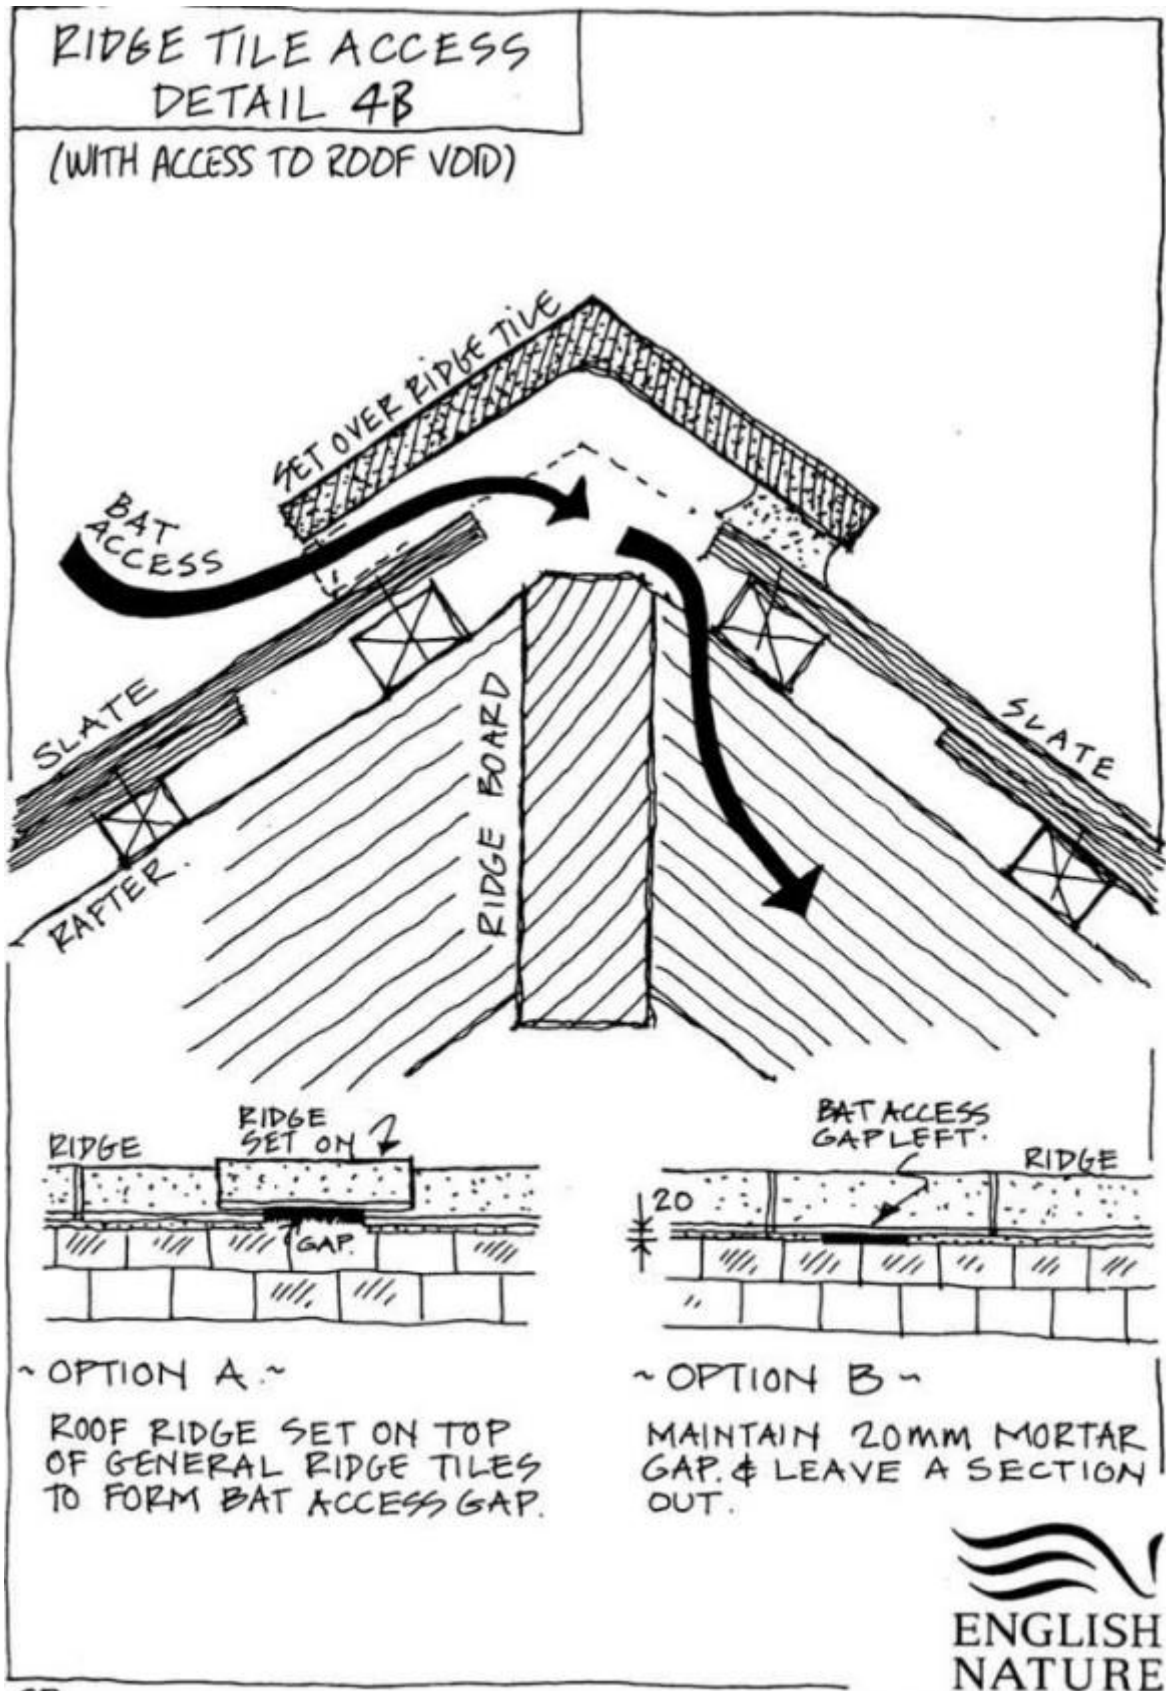 RIDGE TILE ACCESS
DETAIL 4B
(WITH ACCESS TO ROOF VOID)
SET OVER RIDGE TILE
BAT
ACCESS
SLATE
RAFTER.
RIDGE BOARD
SLATE
RIDGE
RIDGE
SET ON
GAP.
BAT ACCESS
GAP LEFT.
RIDGE
20
~ OPTION A. ~
ROOF RIDGE SET ON TOP
OF GENERAL RIDGE TILES
TO FORM BAT ACCESS GAP.
~ OPTION B ~
MAINTAIN 20mm MORTAR
GAP. & LEAVE A SECTION
OUT.
ENGLISH
NATURE